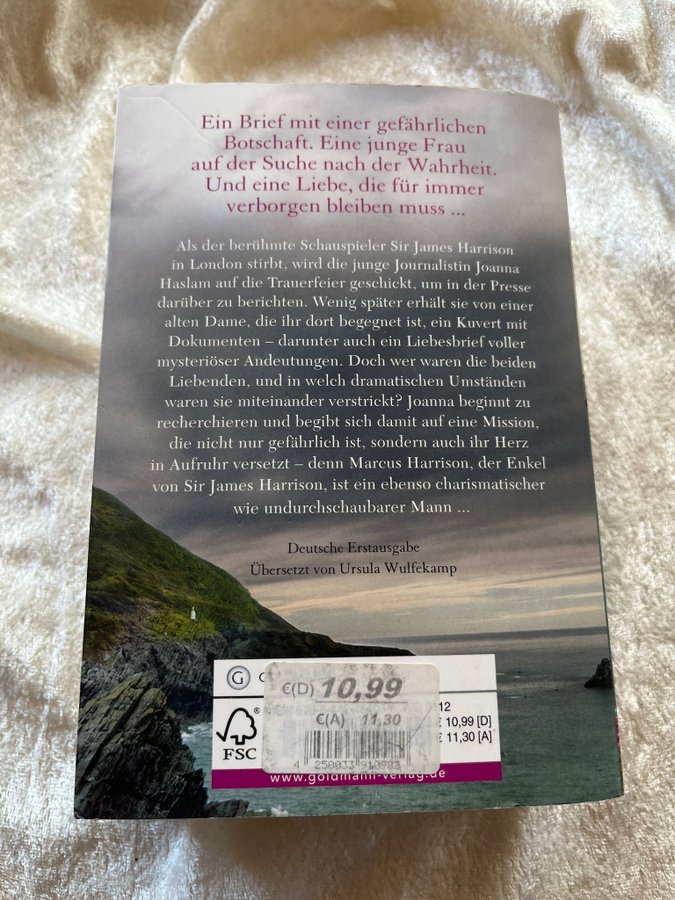 Ein Brief mit einer gefährlichen
Botschaft. Eine junge Frau
auf der Suche nach der Wahrheit.
Und eine Liebe, die für immer
verborgen bleiben muss ...
Als der berühmte Schauspieler Sir James Harrison
in London stirbt, wird die junge Journalistin Joanna
Haslam auf die Trauerfeier geschickt, um in der Presse
darüber zu berichten. Wenig später erhält sie von einer
alten Dame, die ihr dort begegnet ist, ein Kuvert mit
Dokumenten – darunter auch ein Liebesbrief voller
mysteriöser Andeutungen. Doch wer waren die beiden
Liebenden, und in welch dramatischen Umständen
waren sie miteinander verstrickt? Joanna beginnt zu
recherchieren und begibt sich damit auf eine Mission,
die nicht nur gefährlich ist, sondern auch ihr Herz
in Aufruhr versetzt – denn Marcus Harrison, der Enkel
von Sir James Harrison, ist ein ebenso charismatischer
wie undurchschaubarer Mann ...
Deutsche Erstausgabe
Übersetzt von Ursula Wulfekamp
G
€(D) 10,99
€(A) 11,30
12
€ 10,99 [D]
€ 11,30 [A]
FSC
4 250033
www.goldmann-verlag.de